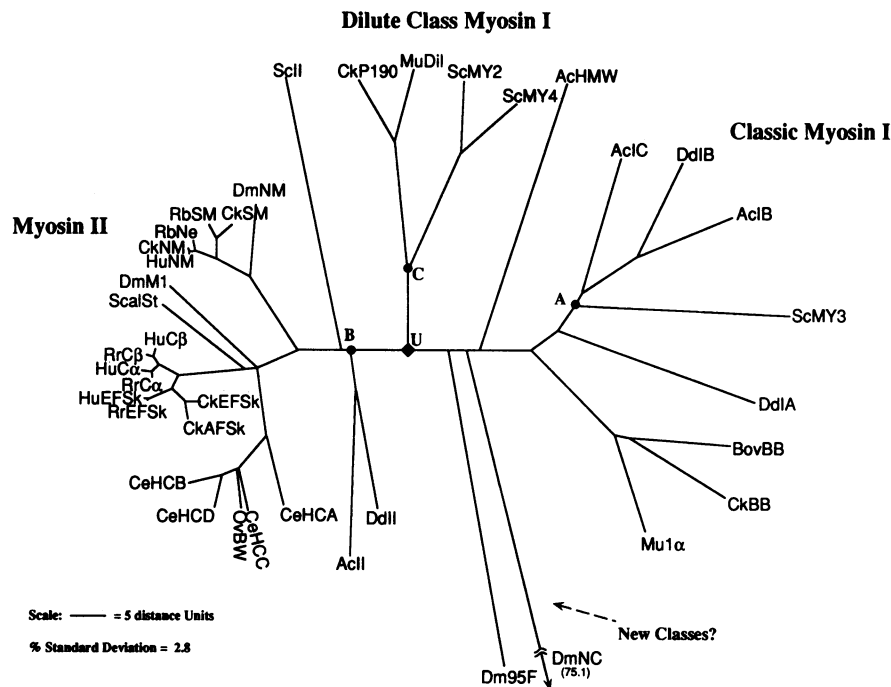 Dilute Class Myosin I
ScII
CkP190
MuDil
ScMY2
ScMY4
AcHMW
Classic Myosin I
AcIC
DdIB
AcIB
A
ScMY3
DdIA
BovBB
CkBB
Mu1α
Myosin II
DmNM
RbSM
CkSM
RbNe
CkNM
HuNM
DmM1
ScalSt
HuCβ
RrCβ
HuCα
RrCα
HuEFSk
RrEFSk
CkEFSk
CkAFSk
CeHCB
CeHCD
OvBW
CeHCC
CeHCA
B
C
U
DdII
AcII
Scale: = 5 distance Units
% Standard Deviation = 2.8
New Classes?
Dm95F
DmNC
(75.1)